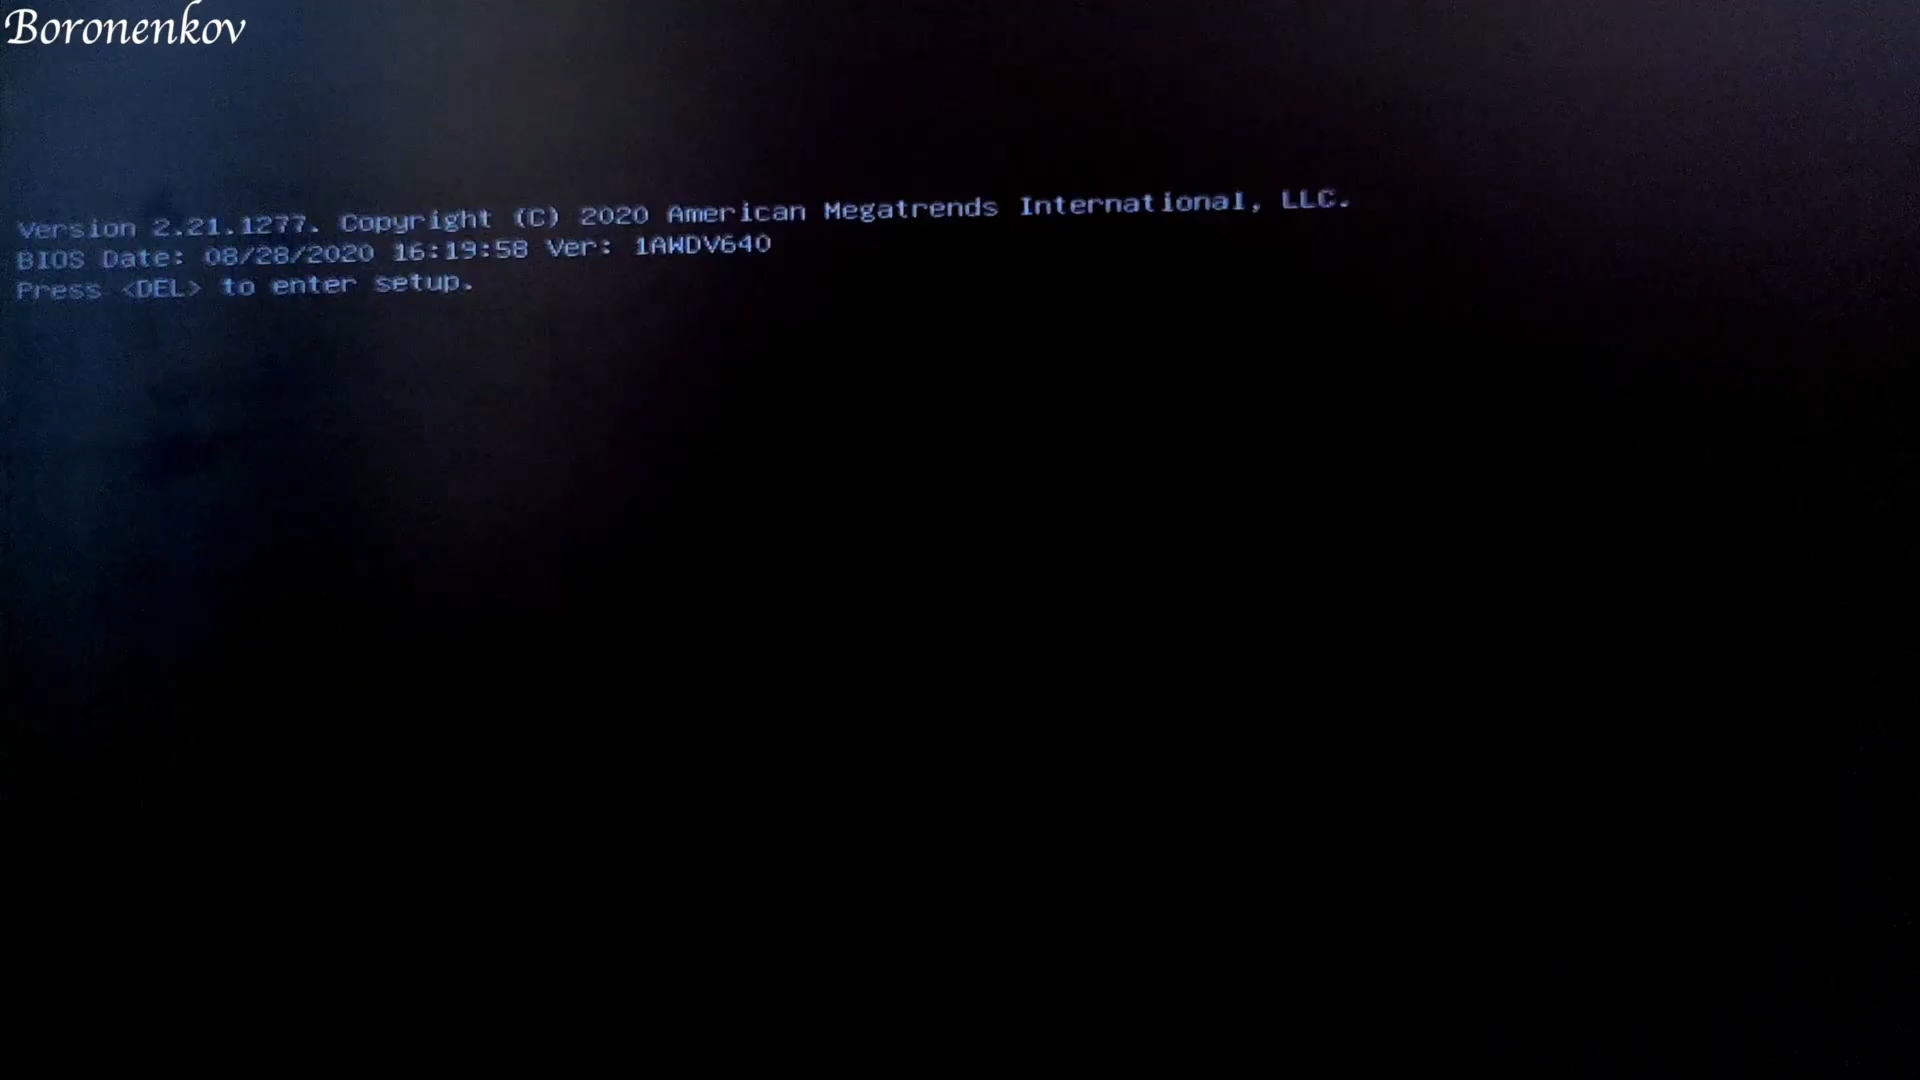 Boronenkov
Version 2.21.1277. Copyright (C) 2020 American Megatrends International, LLC.
BIOS Date: 08/28/2020 16:19:58 Ver: 1AWDV640
Press <DEL> to enter setup.